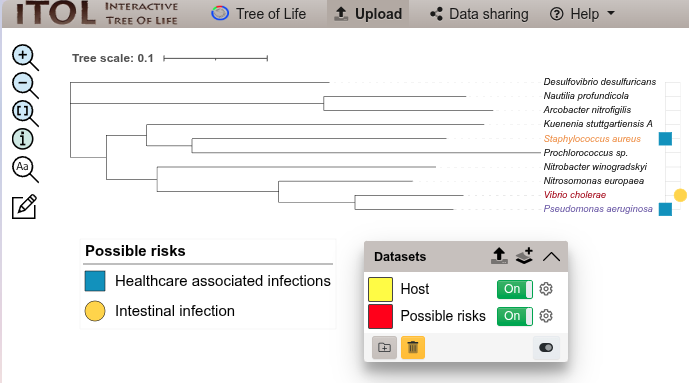 iTOL INTERACTIVE TREE OF LIFE Tree of Life Upload Data sharing Help
Tree scale: 0.1
Desulfovibrio desulfuricans
Nautilia profundicola
Arcobacter nitrofigilis
Kuenenia stuttgartiensis A
Staphylococcus aureus
Prochlorococcus sp.
Nitrobacter winogradskyi
Nitrosomonas europaea
Vibrio cholerae
Pseudomonas aeruginosa
Aa
Possible risks
Healthcare associated infections
Intestinal infection
Datasets
Host On
Possible risks On